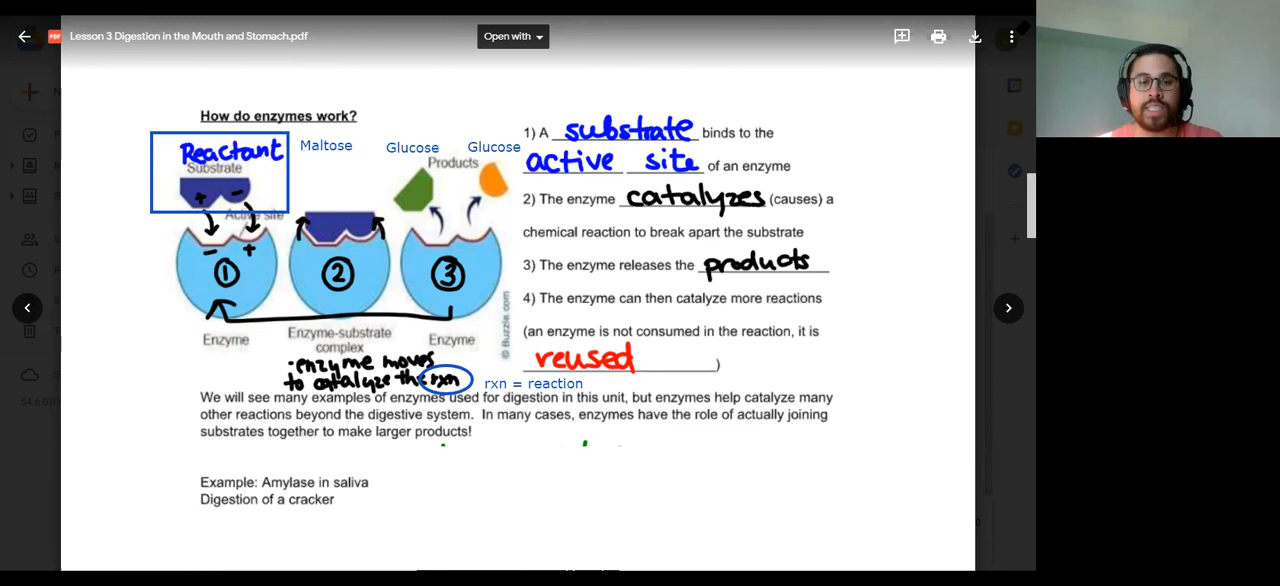 Lesson 3 Digestion in the Mouth and Stomach.pdf
Open with
How do enzymes work?
Reactant
Substrate
Maltose
Glucose
Glucose
Products
Active site
+ -
- +
1
2
3
Enzyme
Enzyme-substrate
complex
Enzyme
© Buzzle.com
enzyme moves
to catalyze the rxn
rxn = reaction
1) A substrate binds to the
active site of an enzyme
2) The enzyme catalyzes (causes) a
chemical reaction to break apart the substrate
3) The enzyme releases the products
4) The enzyme can then catalyze more reactions
(an enzyme is not consumed in the reaction, it is
reused )
We will see many examples of enzymes used for digestion in this unit, but enzymes help catalyze many
other reactions beyond the digestive system. In many cases, enzymes have the role of actually joining
substrates together to make larger products!
Example: Amylase in saliva
Digestion of a cracker